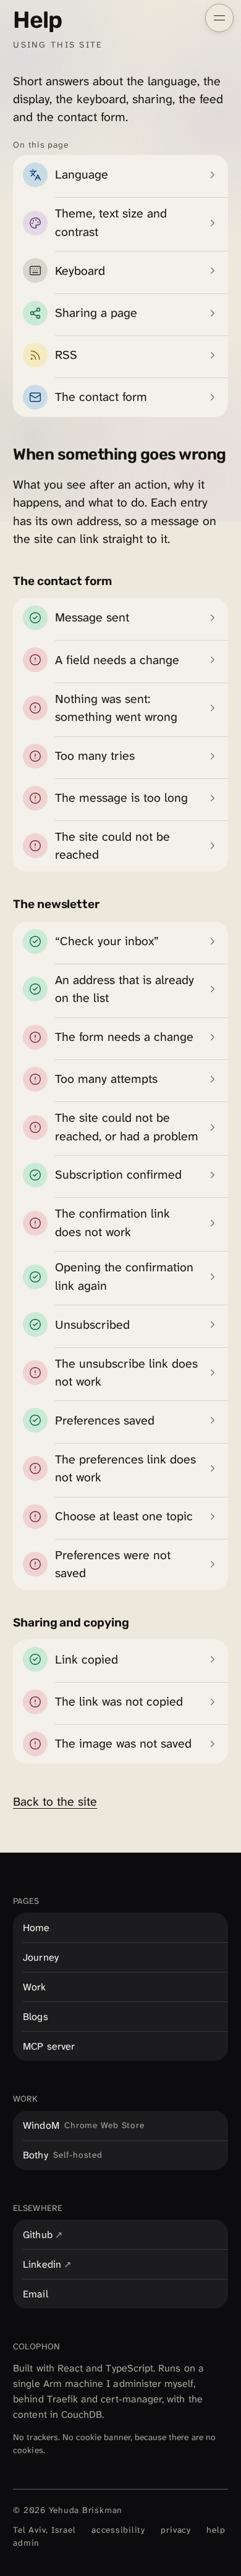 Help
USING THIS SITE
Short answers about the language, the
display, the keyboard, sharing, the feed
and the contact form.
On this page
Language
Theme, text size and
contrast
Keyboard
Sharing a page
RSS
The contact form
When something goes wrong
What you see after an action, why it
happens, and what to do. Each entry
has its own address, so a message on
the site can link straight to it.
The contact form
Message sent
A field needs a change
Nothing was sent:
something went wrong
Too many tries
The message is too long
The site could not be
reached
The newsletter
“Check your inbox”
An address that is already
on the list
The form needs a change
Too many attempts
The site could not be
reached, or had a problem
Subscription confirmed
The confirmation link
does not work
Opening the confirmation
link again
Unsubscribed
The unsubscribe link does
not work
Preferences saved
The preferences link does
not work
Choose at least one topic
Preferences were not
saved
Sharing and copying
Link copied
The link was not copied
The image was not saved
Back to the site
PAGES
Home
Journey
Work
Blogs
MCP server
WORK
WindoM Chrome Web Store
Bothy Self-hosted
ELSEWHERE
Github ↗
Linkedin ↗
Email
COLOPHON
Built with React and TypeScript. Runs on a
single Arm machine I administer myself,
behind Traefik and cert-manager, with the
content in CouchDB.
No trackers. No cookie banner, because there are no
cookies.
© 2026 Yehuda Briskman
Tel Aviv, Israel accessibility privacy help
admin